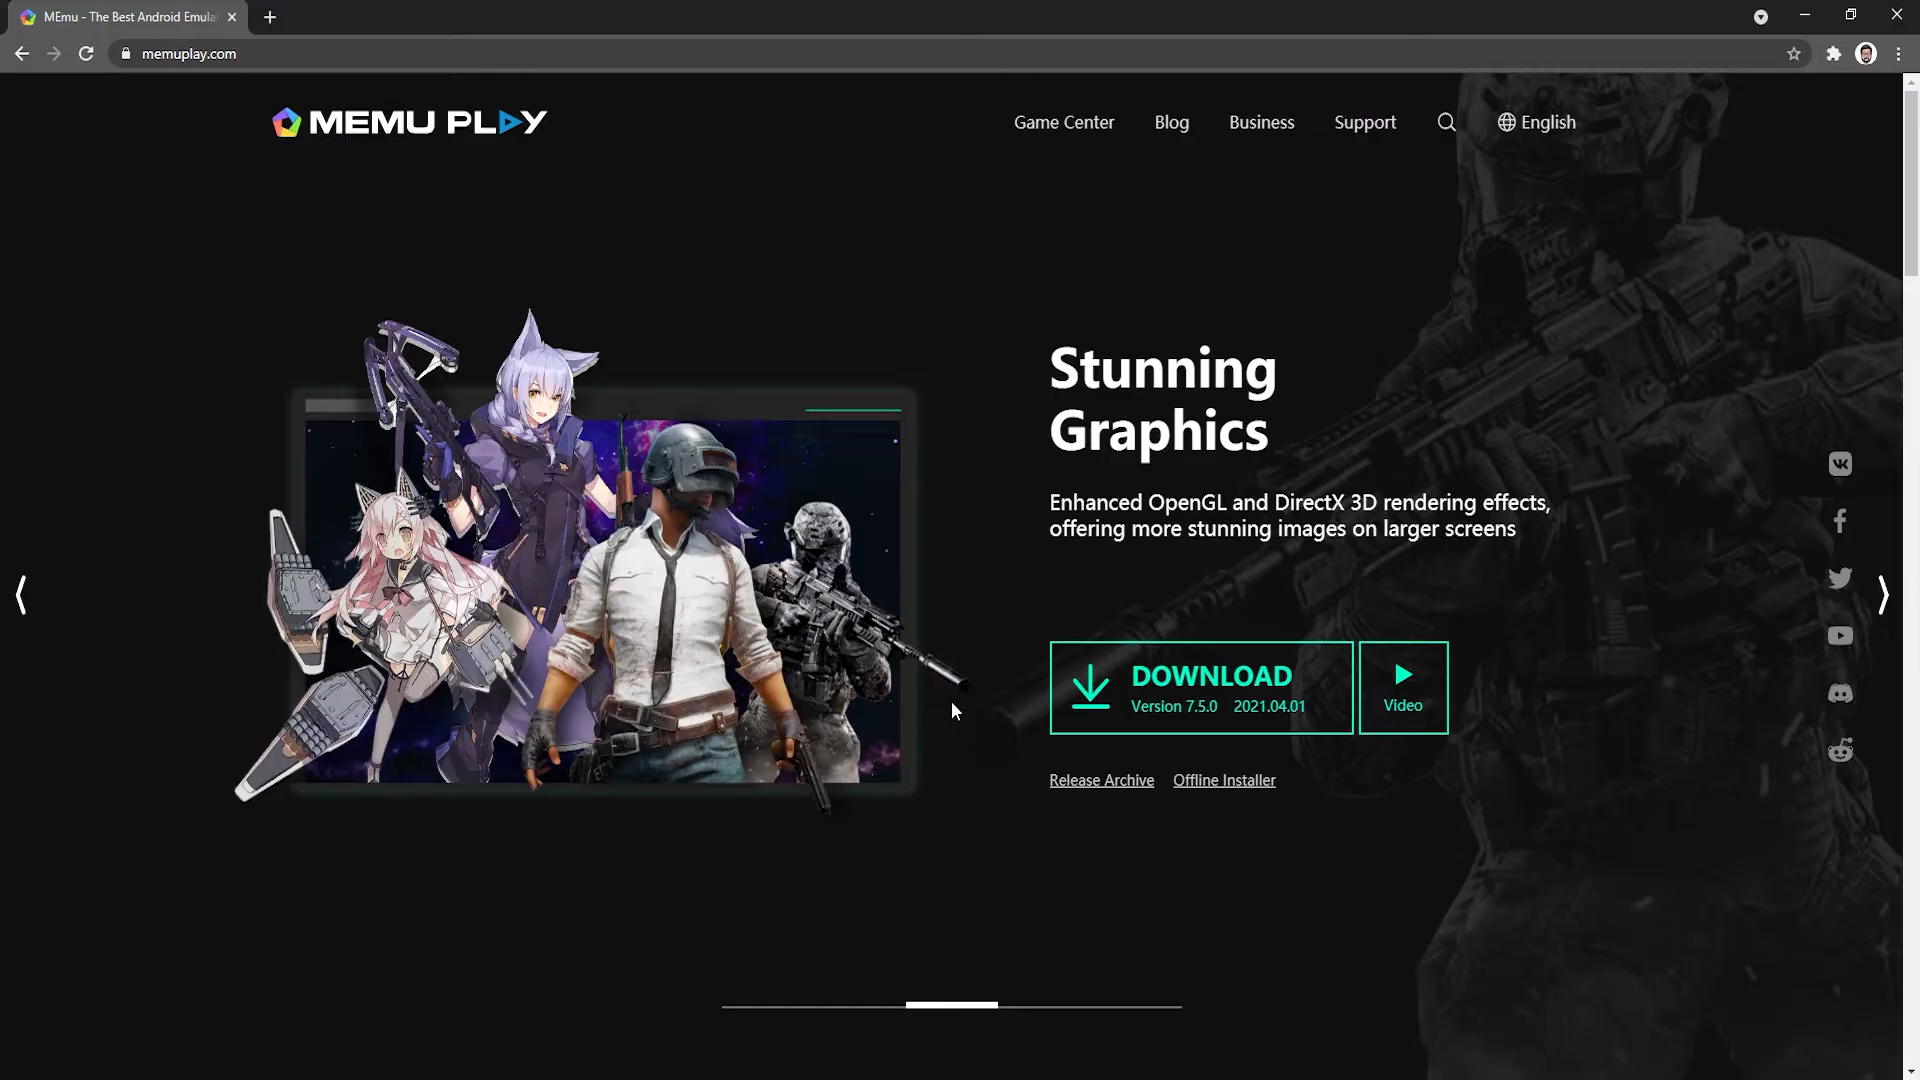 MEmu - The Best Android Emula
memuplay.com
MEMU PLAY
Game Center
Blog
Business
Support
English
Stunning
Graphics
Enhanced OpenGL and DirectX 3D rendering effects,
offering more stunning images on larger screens
DOWNLOAD
Version 7.5.0 2021.04.01
Video
Release Archive
Offline Installer